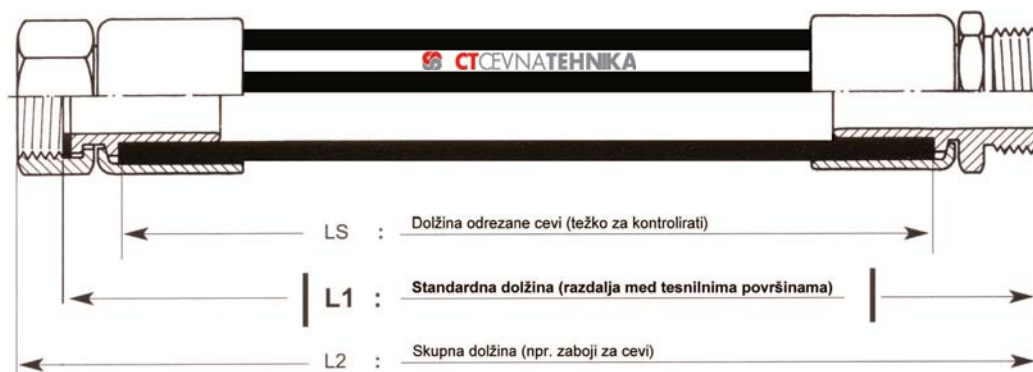 CTCEVNATEHNIKA
LS : Dolžina odrezane cevi (težko za kontrolirati)
L1 : Standardna dolžina (razdalja med tesnilnima površinama)
L2 : Skupna dolžina (npr. zaboji za cevi)